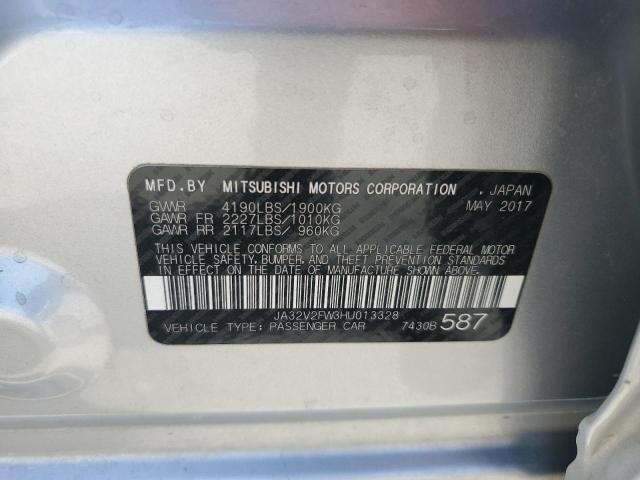 MFD.BY MITSUBISHI MOTORS CORPORATION . JAPAN
GVWR 4190LBS/1900KG MAY 2017
GAWR FR 2227LBS/1010KG
GAWR RR 2117LBS/ 960KG
THIS VEHICLE CONFORMS TO ALL APPLICABLE FEDERAL MOTOR
VEHICLE SAFETY, BUMPER, AND THEFT PREVENTION STANDARDS
IN EFFECT ON THE DATE OF MANUFACTURE SHOWN ABOVE.
JA32V2FW3HU013328
VEHICLE TYPE: PASSENGER CAR 7430B 587